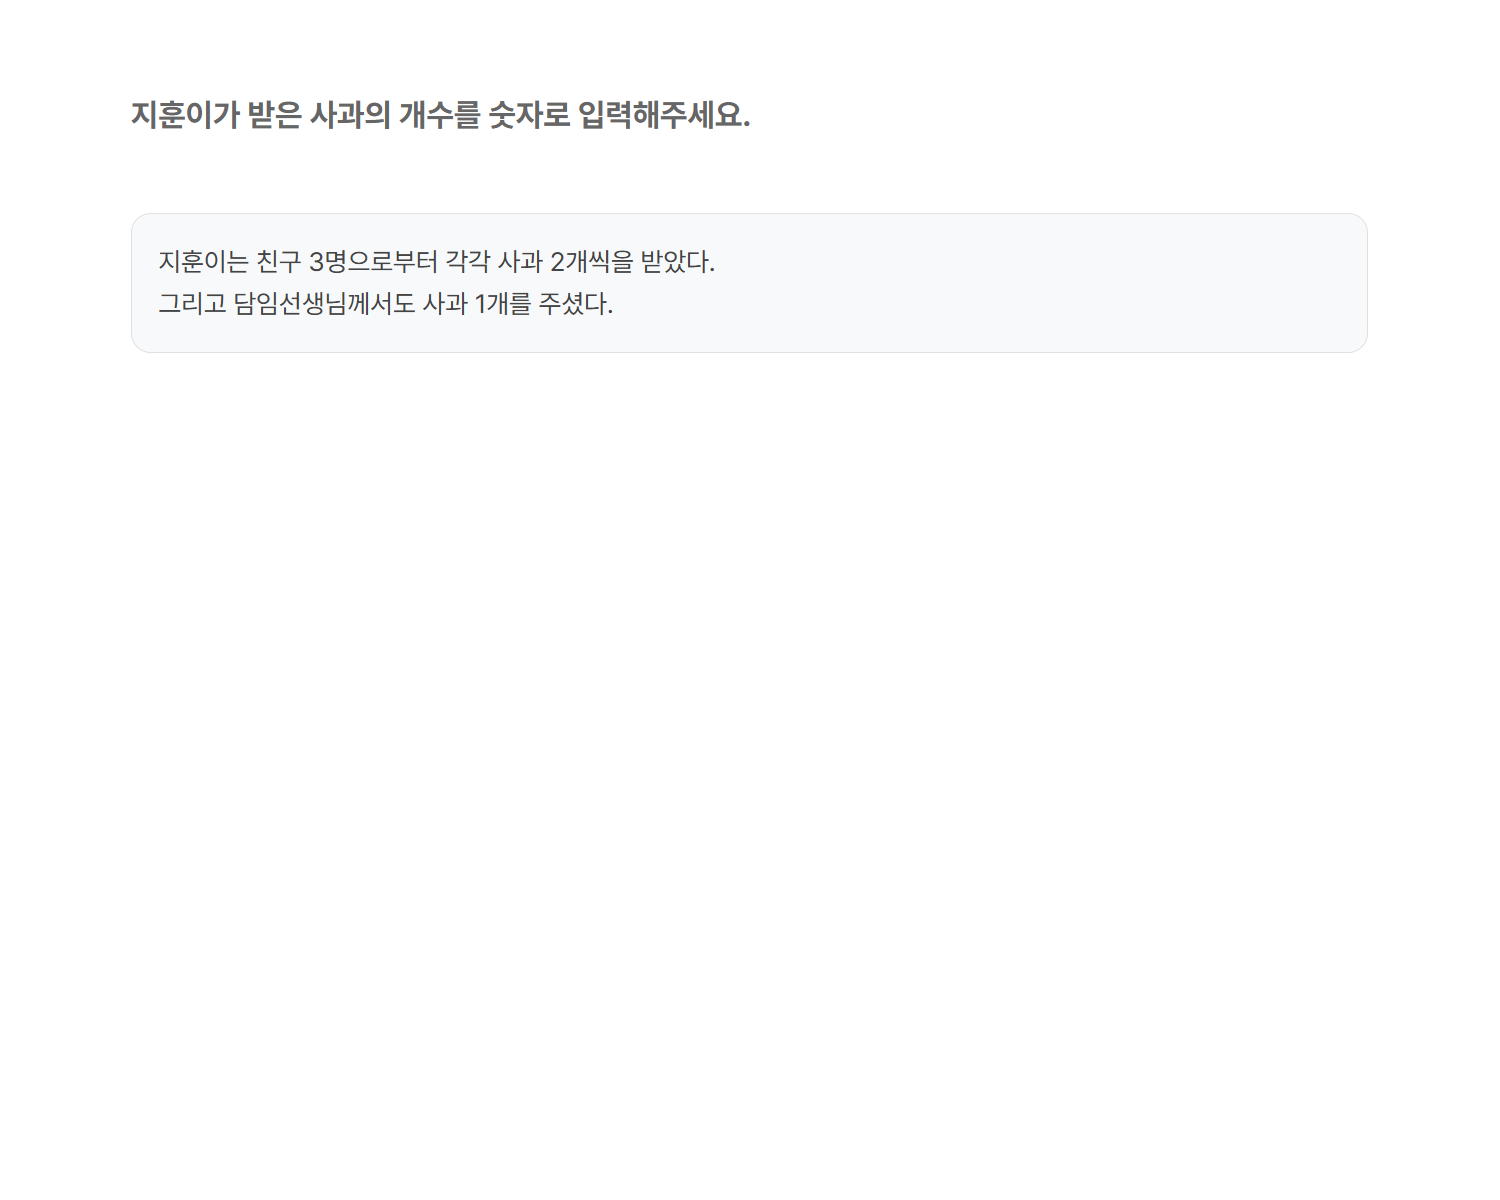 지훈이가 받은 사과의 개수를 숫자로 입력해주세요.
지훈이는 친구 3명으로부터 각각 사과 2개씩을 받았다.
그리고 담임선생님께서도 사과 1개를 주셨다.